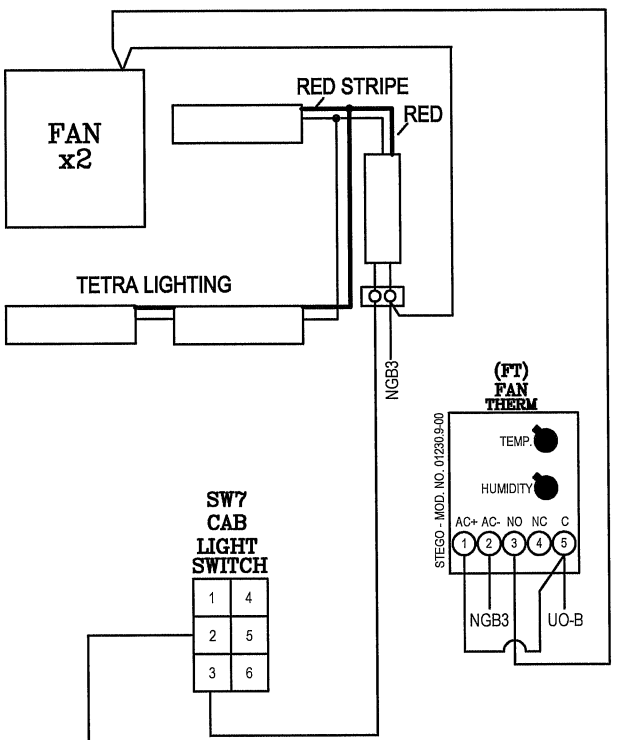 FAN
x2
RED STRIPE
RED
TETRA LIGHTING
NGB3
(FT)
FAN
THERM
STEGO - MOD. NO. 01230.9-00
TEMP.
HUMIDITY
AC+ AC- NO NC C
1 2 3 4 5
NGB3
UO-B
SW7
CAB
LIGHT
SWITCH
1 4
2 5
3 6